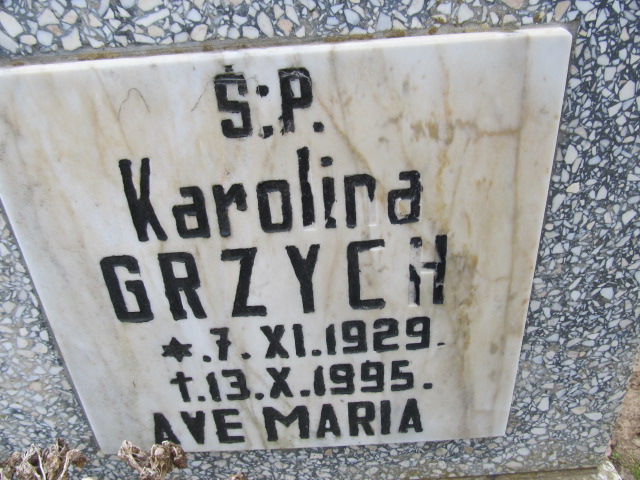 Ś.P.
Karolina
GRZYCH
*.7.XI.1929.
†.13.X.1995.
AVE MARIA